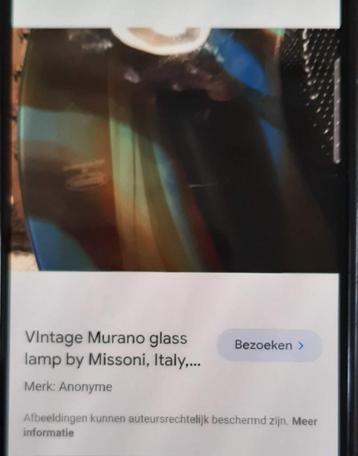 VIntage Murano glass
lamp by Missoni, Italy,...
Bezoeken >
Merk: Anonyme
Afbeeldingen kunnen auteursrechtelijk beschermd zijn. Meer
informatie